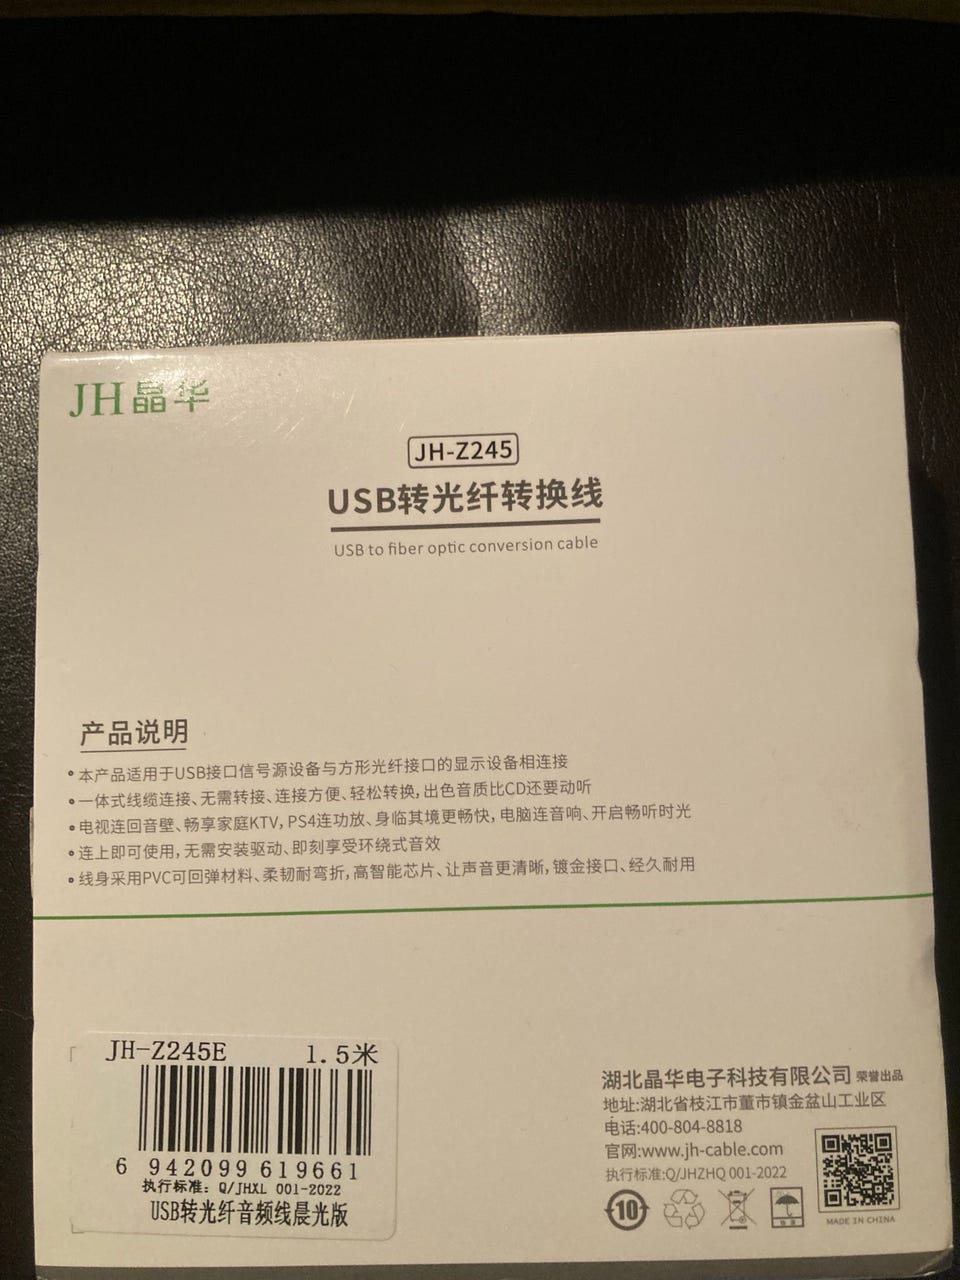 JH晶华
JH-Z245
USB转光纤转换线
USB to fiber optic conversion cable
产品说明
•本产品适用于USB接口信号源设备与方形光纤接口的显示设备相连接
•一体式线缆连接、无需转接、连接方便、轻松转换,出色音质比CD还要动听
•电视连回音壁、畅享家庭KTV,PS4连功放、身临其境更畅快,电脑连音响、开启畅听时光
•连上即可使用,无需安装驱动、即刻享受环绕式音效
•线身采用PVC可回弹材料、柔韧耐弯折,高智能芯片、让声音更清晰,镀金接口、经久耐用
JH-Z245E 1.5米
6 942099 619661
执行标准: Q/JHXL 001-2022
USB转光纤音频线晨光版
湖北晶华电子科技有限公司 荣誉出品
地址:湖北省枝江市董市镇金盆山工业区
电话:400-804-8818
官网:www.jh-cable.com
执行标准:Q/JHZHQ 001-2022
10
MADE IN CHINA